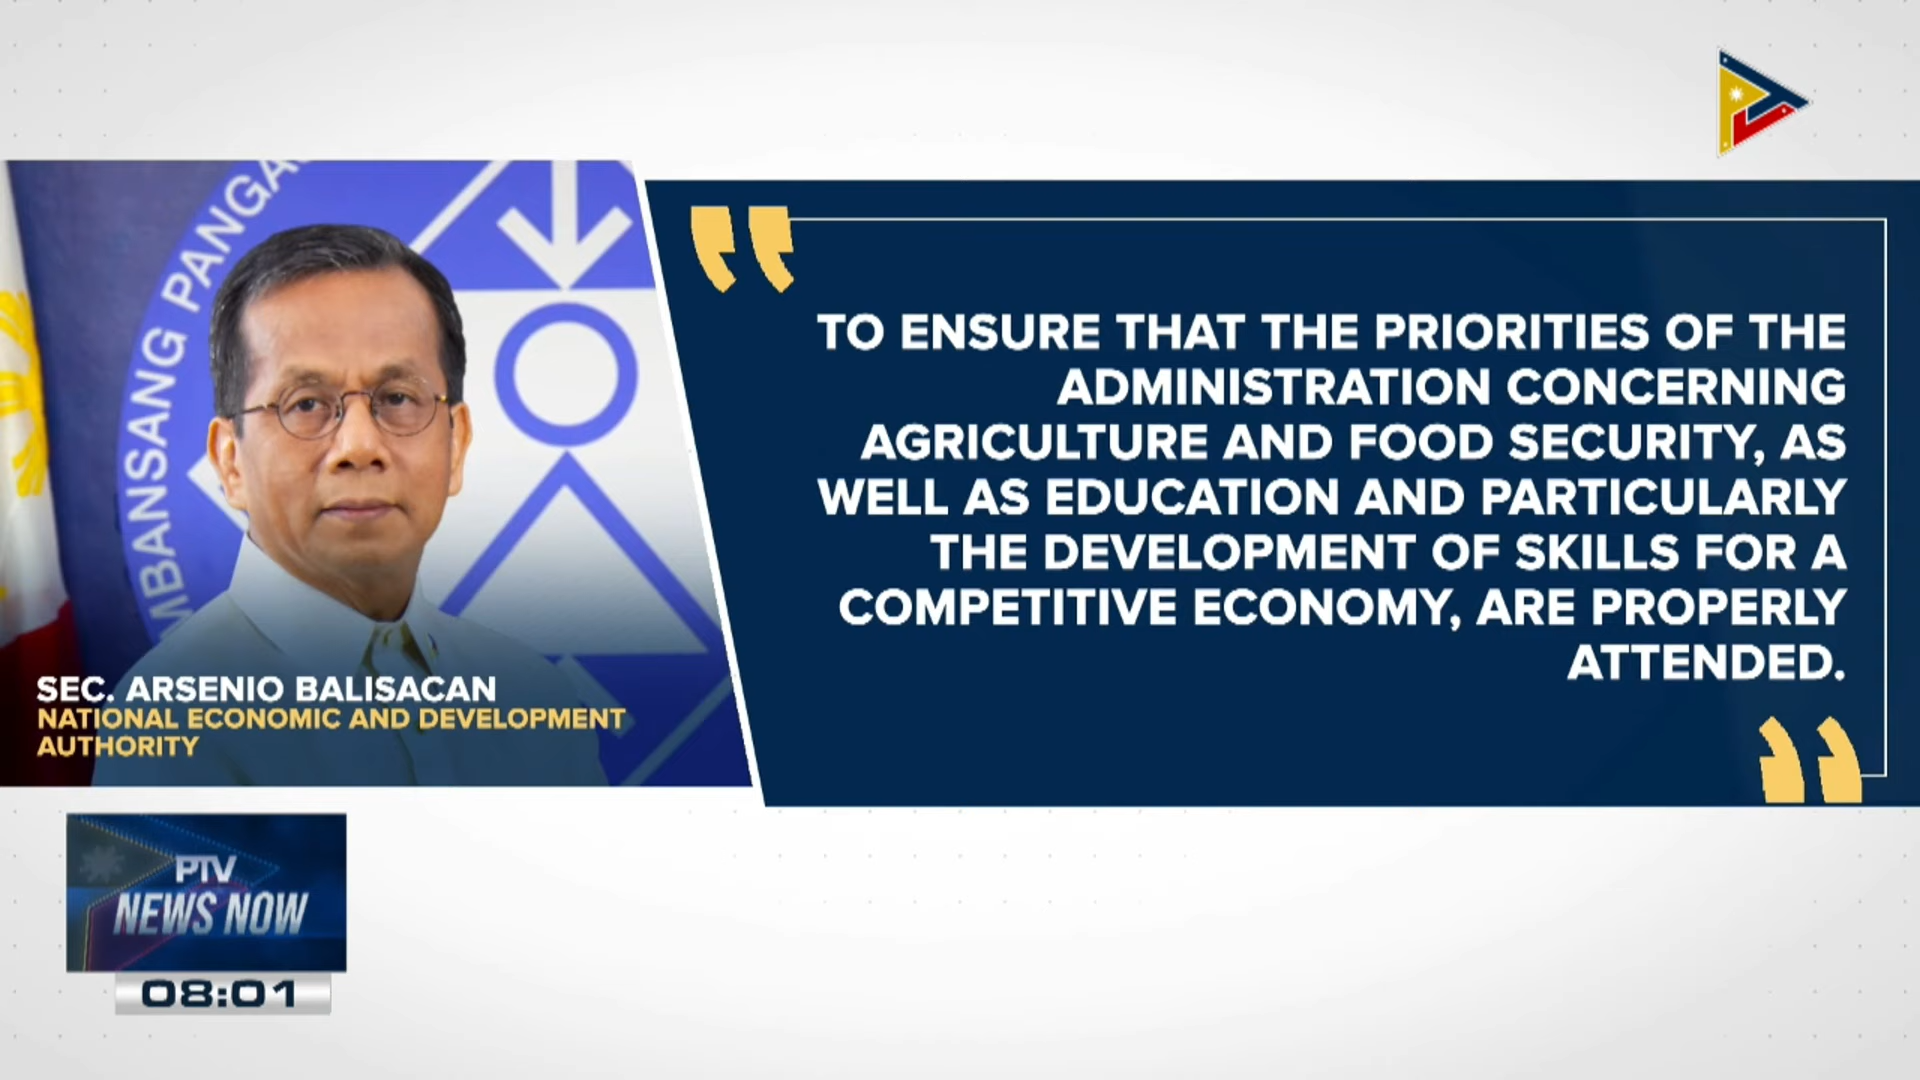 MBANSANG PANGA
TO ENSURE THAT THE PRIORITIES OF THE
ADMINISTRATION CONCERNING
AGRICULTURE AND FOOD SECURITY, AS
WELL AS EDUCATION AND PARTICULARLY
THE DEVELOPMENT OF SKILLS FOR A
COMPETITIVE ECONOMY, ARE PROPERLY
ATTENDED.
SEC. ARSENIO BALISACAN
NATIONAL ECONOMIC AND DEVELOPMENT
AUTHORITY
PTV
NEWS NOW
08:01